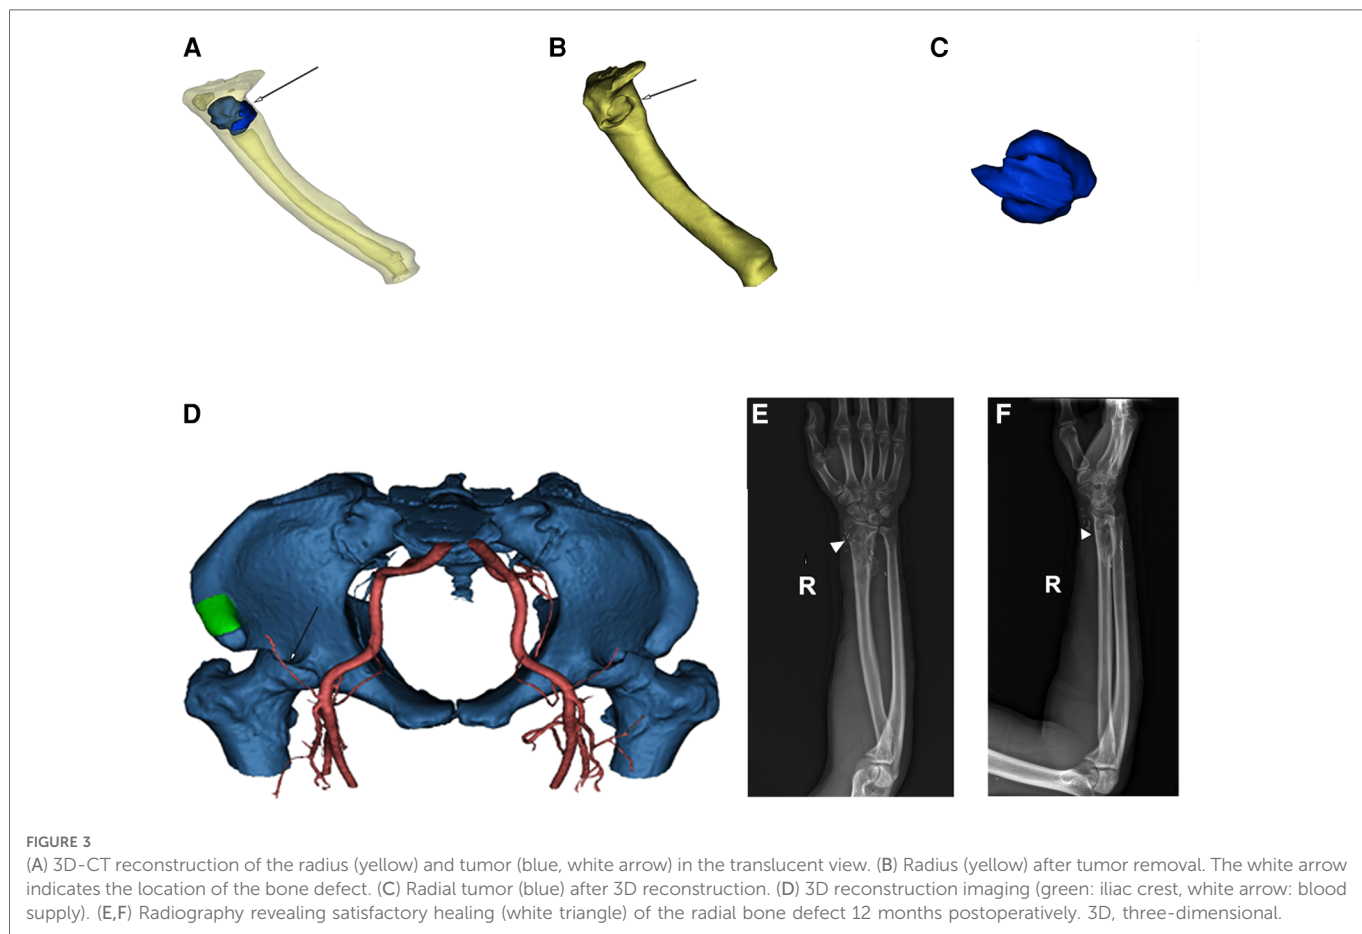 A
B
C
D
E
F
R
R
FIGURE 3
(A) 3D-CT reconstruction of the radius (yellow) and tumor (blue, white arrow) in the translucent view. (B) Radius (yellow) after tumor removal. The white arrow
indicates the location of the bone defect. (C) Radial tumor (blue) after 3D reconstruction. (D) 3D reconstruction imaging (green: iliac crest, white arrow: blood
supply). (E,F) Radiography revealing satisfactory healing (white triangle) of the radial bone defect 12 months postoperatively. 3D, three-dimensional.